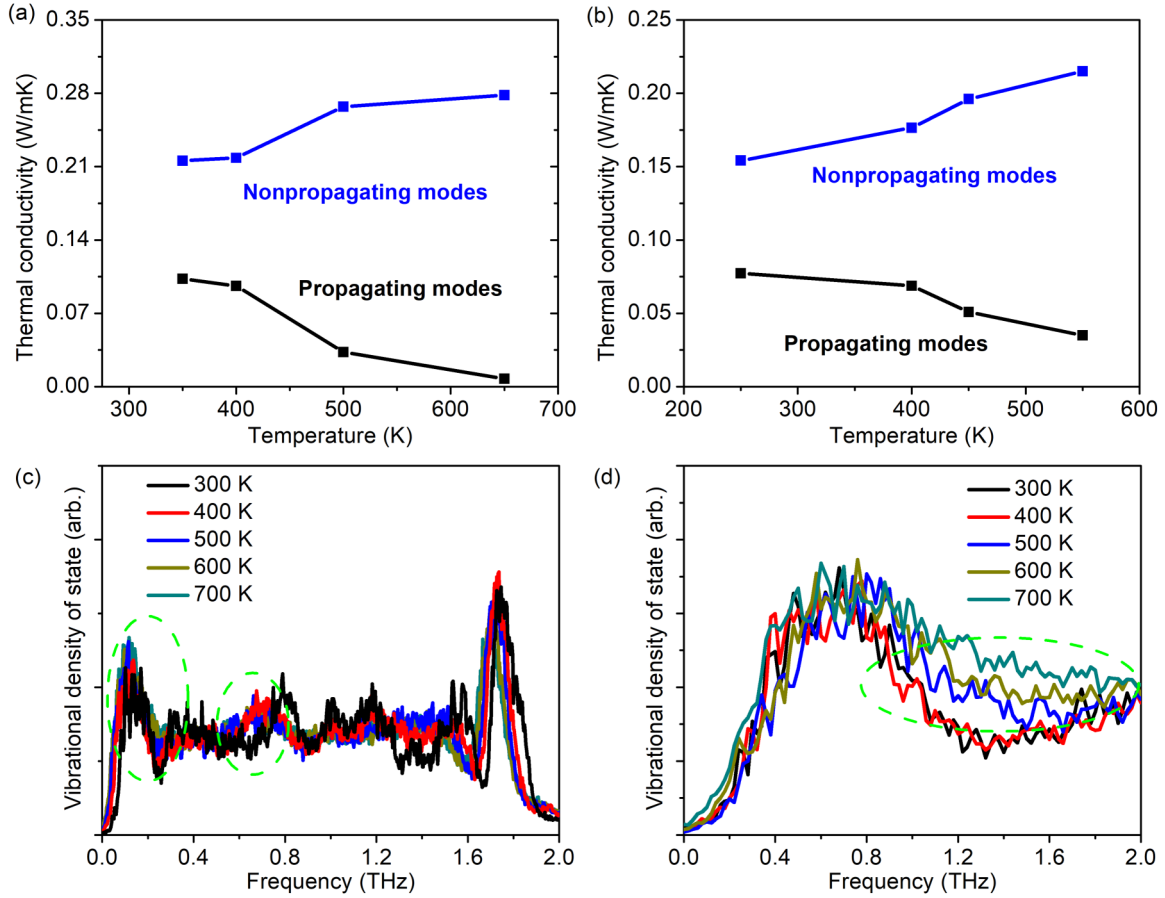 (a)
0.35
0.28
0.21
0.14
0.07
0.00
Thermal conductivity (W/mK)
Nonpropagating modes
Propagating modes
300 400 500 600 700
Temperature (K)
(b)
0.25
0.20
0.15
0.10
0.05
0.00
Thermal conductivity (W/mK)
Nonpropagating modes
Propagating modes
200 300 400 500 600
Temperature (K)
(c)
Vibrational density of state (arb.)
300 K
400 K
500 K
600 K
700 K
0.0 0.4 0.8 1.2 1.6 2.0
Frequency (THz)
(d)
Vibrational density of state (arb.)
300 K
400 K
500 K
600 K
700 K
0.0 0.4 0.8 1.2 1.6 2.0
Frequency (THz)